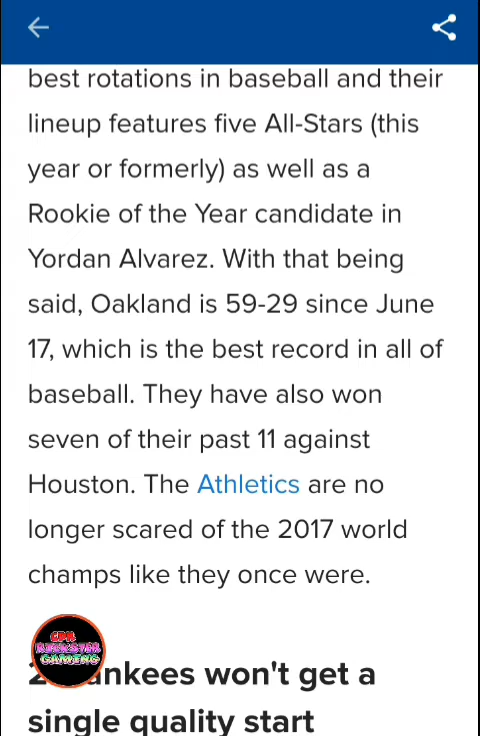 best rotations in baseball and their
lineup features five All-Stars (this
year or formerly) as well as a
Rookie of the Year candidate in
Yordan Alvarez. With that being
said, Oakland is 59-29 since June
17, which is the best record in all of
baseball. They have also won
seven of their past 11 against
Houston. The Athletics are no
longer scared of the 2017 world
champs like they once were.
GAMING
won't get a
single quality start